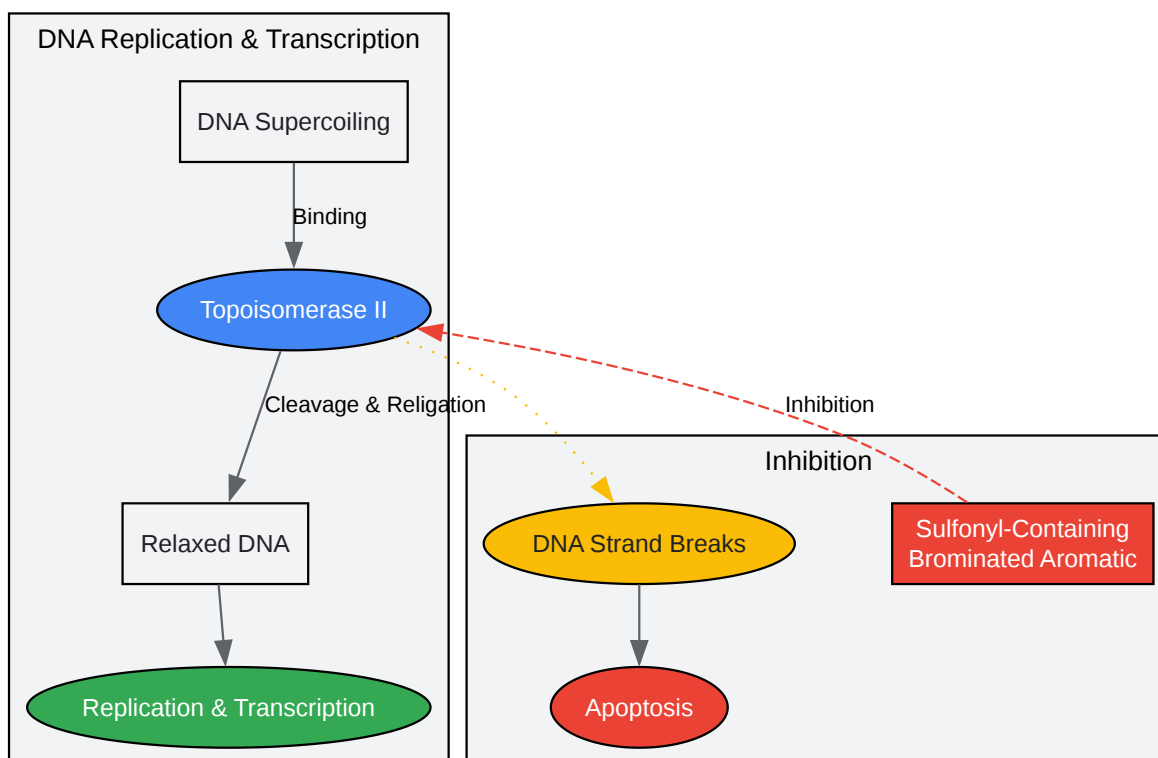 DNA Replication & Transcription
DNA Supercoiling
Binding
Topoisomerase II
Cleavage & Religation
Inhibition
Inhibition
Relaxed DNA
DNA Strand Breaks
Sulfonyl-Containing
Brominated Aromatic
Replication & Transcription
Apoptosis